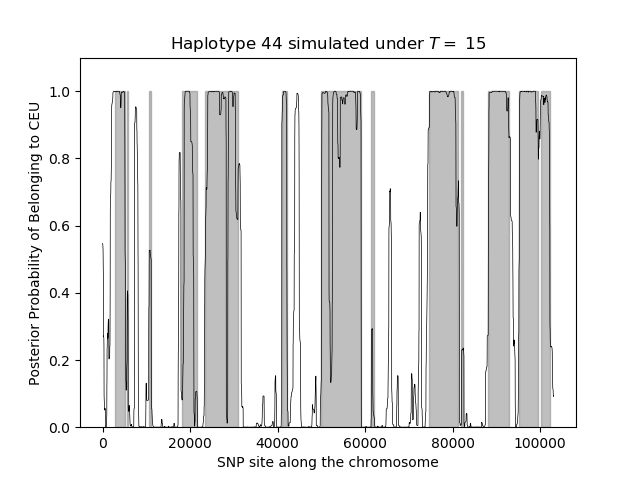 Haplotype 44 simulated under T = 15
Posterior Probability of Belonging to CEU
1.0
0.8
0.6
0.4
0.2
0.0
0 20000 40000 60000 80000 100000
SNP site along the chromosome